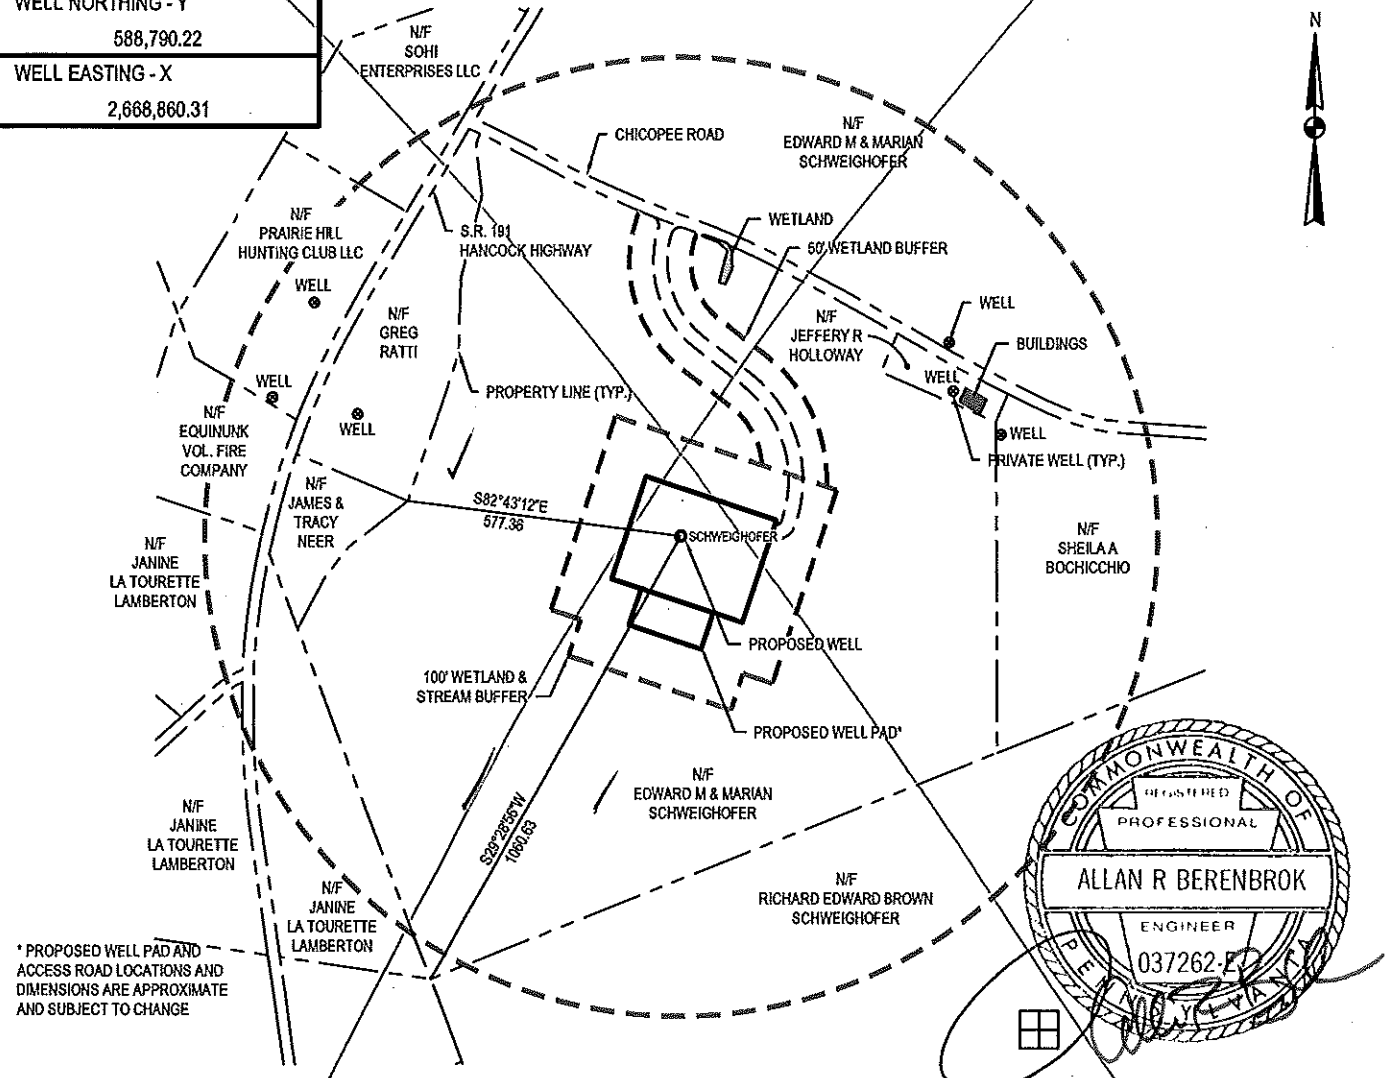 WELL NORTHING - Y
588,790.22
WELL EASTING - X
2,668,860.31
N
N/F
SOHI
ENTERPRISES LLC
CHICOPEE ROAD
N/F
EDWARD M & MARIAN
SCHWEIGHOFER
N/F
PRAIRIE HILL
HUNTING CLUB LLC
S.R. 191
HANCOCK HIGHWAY
WETLAND
50' WETLAND BUFFER
WELL
N/F
GREG
RATTI
N/F
JEFFERY R
HOLLOWAY
WELL
BUILDINGS
WELL
WELL
PROPERTY LINE (TYP.)
WELL
N/F
EQUINUNK
VOL. FIRE
COMPANY
WELL
PRIVATE WELL (TYP.)
N/F
JAMES &
TRACY
NEER
S82°43'12"E
577.36
SCHWEIGHOFER
N/F
SHEILA A
BOCHICCHIO
N/F
JANINE
LA TOURETTE
LAMBERTON
PROPOSED WELL
100' WETLAND &
STREAM BUFFER
PROPOSED WELL PAD*
N/F
EDWARD M & MARIAN
SCHWEIGHOFER
S29°28'56"W
1060.63
N/F
JANINE
LA TOURETTE
LAMBERTON
N/F
JANINE
LA TOURETTE
LAMBERTON
N/F
RICHARD EDWARD BROWN
SCHWEIGHOFER
* PROPOSED WELL PAD AND
ACCESS ROAD LOCATIONS AND
DIMENSIONS ARE APPROXIMATE
AND SUBJECT TO CHANGE
COMMONWEALTH OF
REGISTERED
PROFESSIONAL
ALLAN R BERENBROK
ENGINEER
037262-E
PENNSYLVANIA